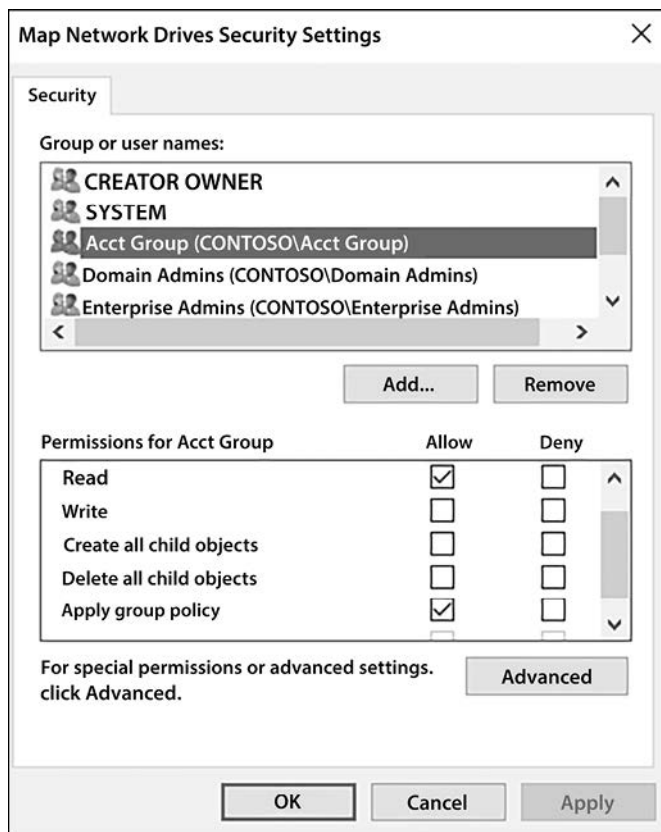 Map Network Drives Security Settings
Security
Group or user names:
CREATOR OWNER
SYSTEM
Acct Group (CONTOSO\Acct Group)
Domain Admins (CONTOSO\Domain Admins)
Enterprise Admins (CONTOSO\Enterprise Admins)
Add... Remove
Permissions for Acct Group Allow Deny
Read
Write
Create all child objects
Delete all child objects
Apply group policy
For special permissions or advanced settings.
click Advanced.
Advanced
OK Cancel Apply